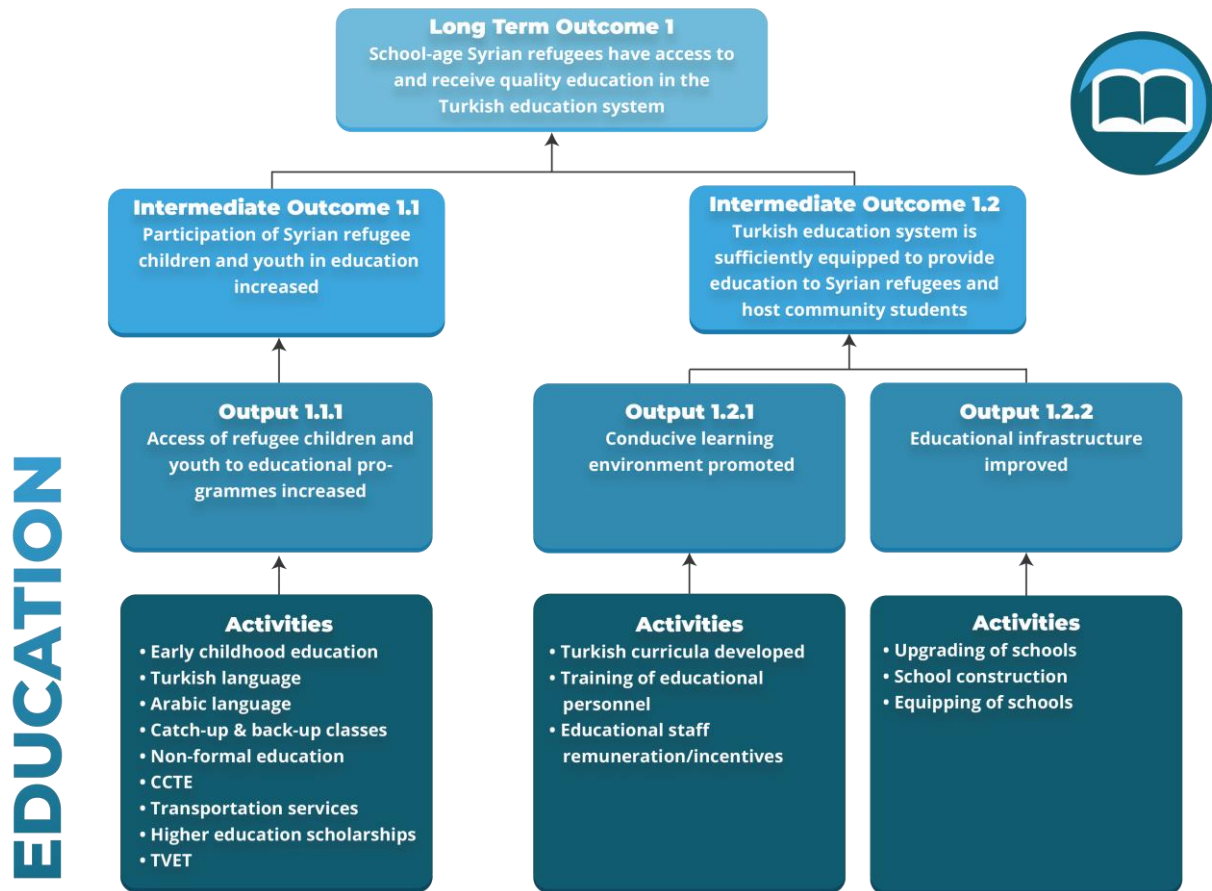 Long Term Outcome 1
School-age Syrian refugees have access to
and receive quality education in the
Turkish education system
Intermediate Outcome 1.1
Participation of Syrian refugee
children and youth in education
increased
Intermediate Outcome 1.2
Turkish education system is
sufficiently equipped to provide
education to Syrian refugees and
host community students
Output 1.1.1
Access of refugee children and
youth to educational pro-
grammes increased
Output 1.2.1
Conducive learning
environment promoted
Output 1.2.2
Educational infrastructure
improved
EDUCATION
Activities
• Early childhood education
• Turkish language
• Arabic language
• Catch-up & back-up classes
• Non-formal education
• CCTE
• Transportation services
• Higher education scholarships
• TVET
Activities
• Turkish curricula developed
• Training of educational
personnel
• Educational staff
remuneration/incentives
Activities
• Upgrading of schools
• School construction
• Equipping of schools